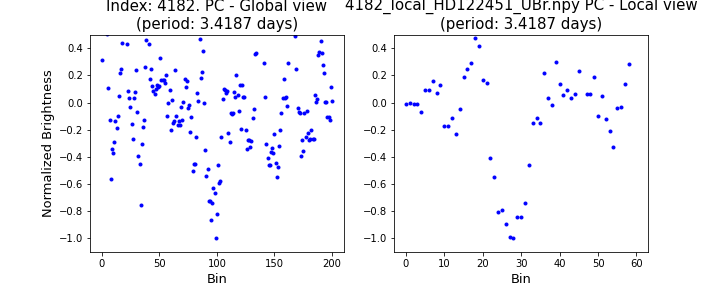 Index: 4182. PC - Global view
(period: 3.4187 days)
4182_local_HD122451_UBr.npy PC - Local view
(period: 3.4187 days)
Normalized Brightness
0.4
0.2
0.0
−0.2
−0.4
−0.6
−0.8
−1.0
0 50 100 150 200
Bin
0.4
0.2
0.0
−0.2
−0.4
−0.6
−0.8
−1.0
0 10 20 30 40 50 60
Bin